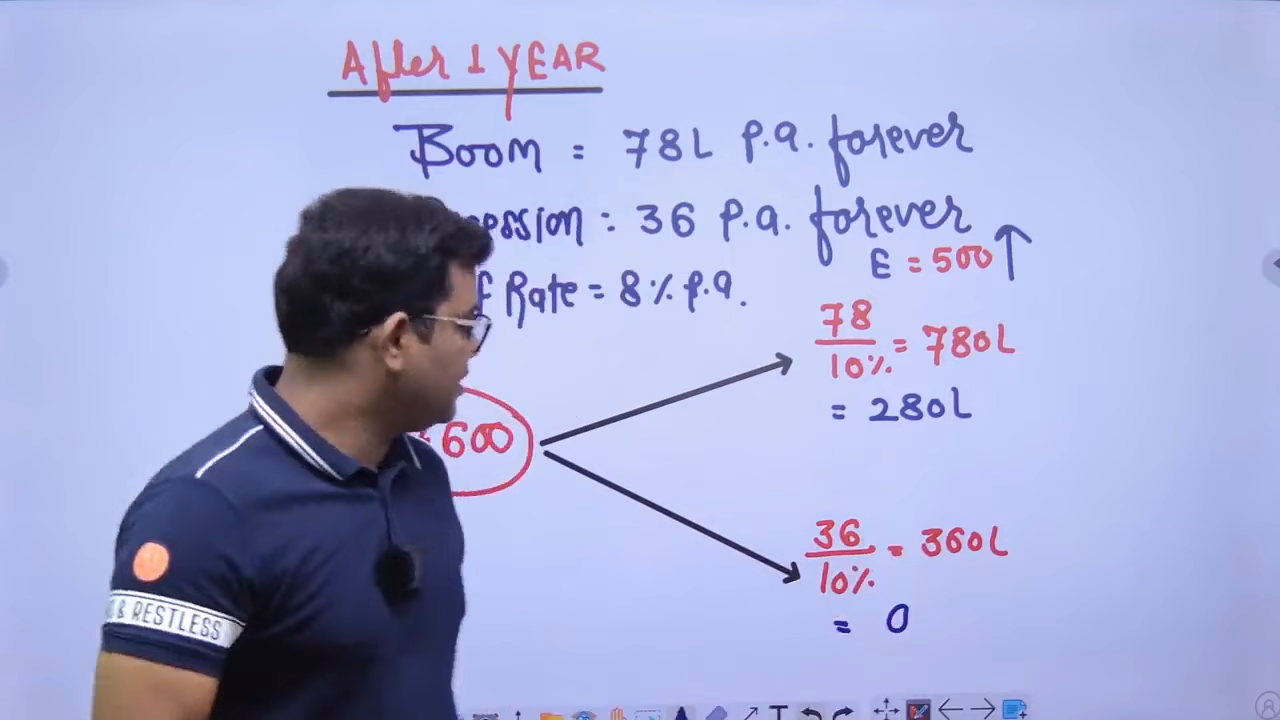 After 1 YEAR
BOOM = 78L p.a. forever
ession = 36 p.a. forever
E = 500 ↑
f Rate = 8% p.a.
78
10% = 780L
= 280L
600
36
10% = 360L
= 0
& RESTLESS